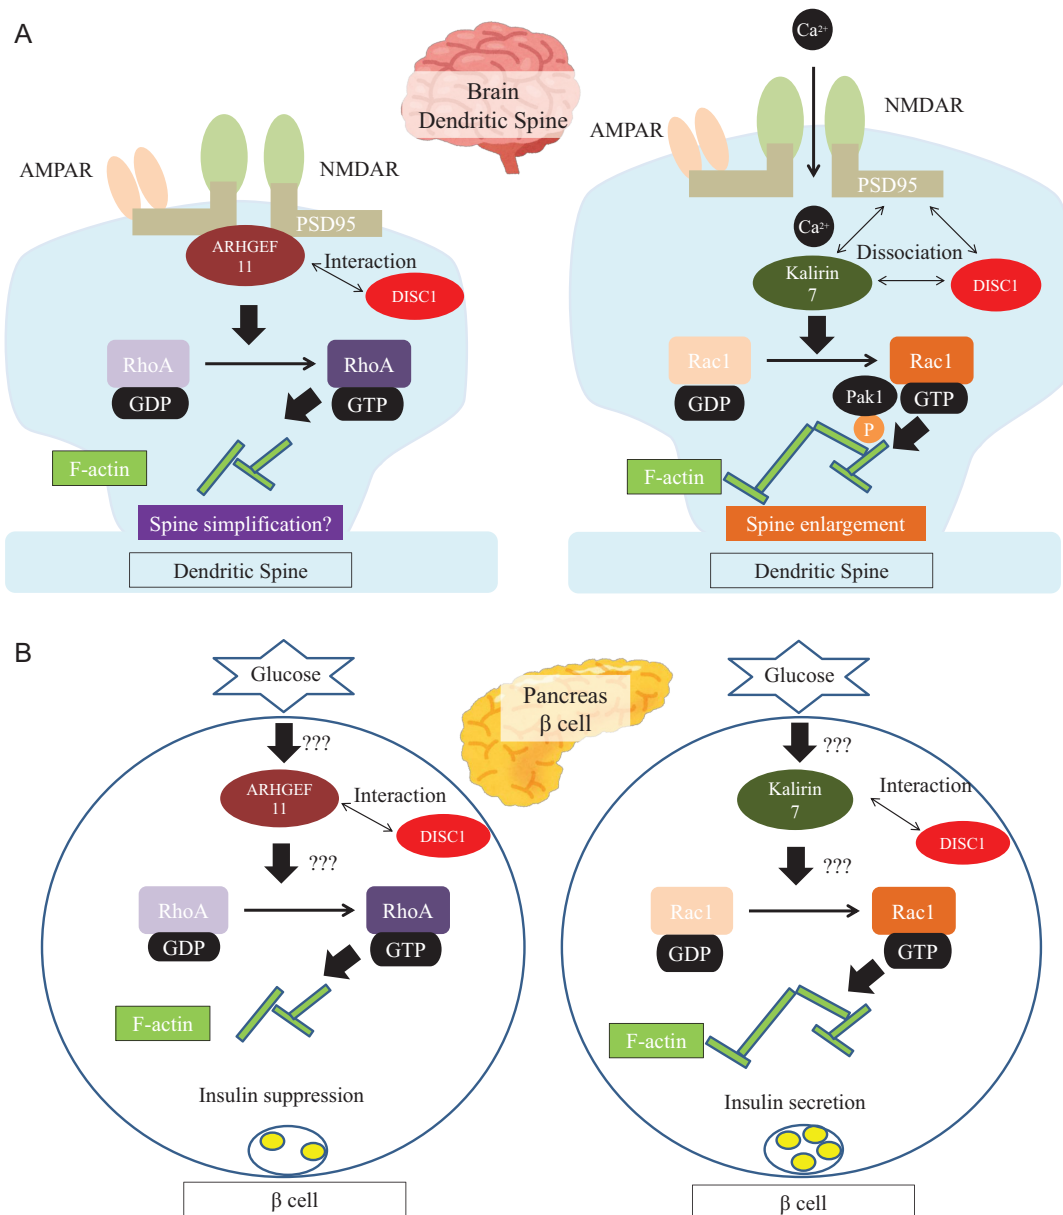 A
Brain
Dendritic Spine
AMPAR
NMDAR
PSD95
ARHGEF
11
Interaction
DISC1
RhoA
GDP
RhoA
GTP
F-actin
Spine simplification?
Dendritic Spine
Ca²⁺
NMDAR
AMPAR
PSD95
Ca²⁺
Dissociation
Kalirin
7
DISC1
Rac1
GDP
Rac1
GTP
Pak1
P
F-actin
Spine enlargement
Dendritic Spine
B
Pancreas
β cell
Glucose
???
ARHGEF
11
Interaction
DISC1
???
RhoA
GDP
RhoA
GTP
F-actin
Insulin suppression
β cell
Glucose
???
Kalirin
7
Interaction
DISC1
???
Rac1
GDP
Rac1
GTP
F-actin
Insulin secretion
β cell